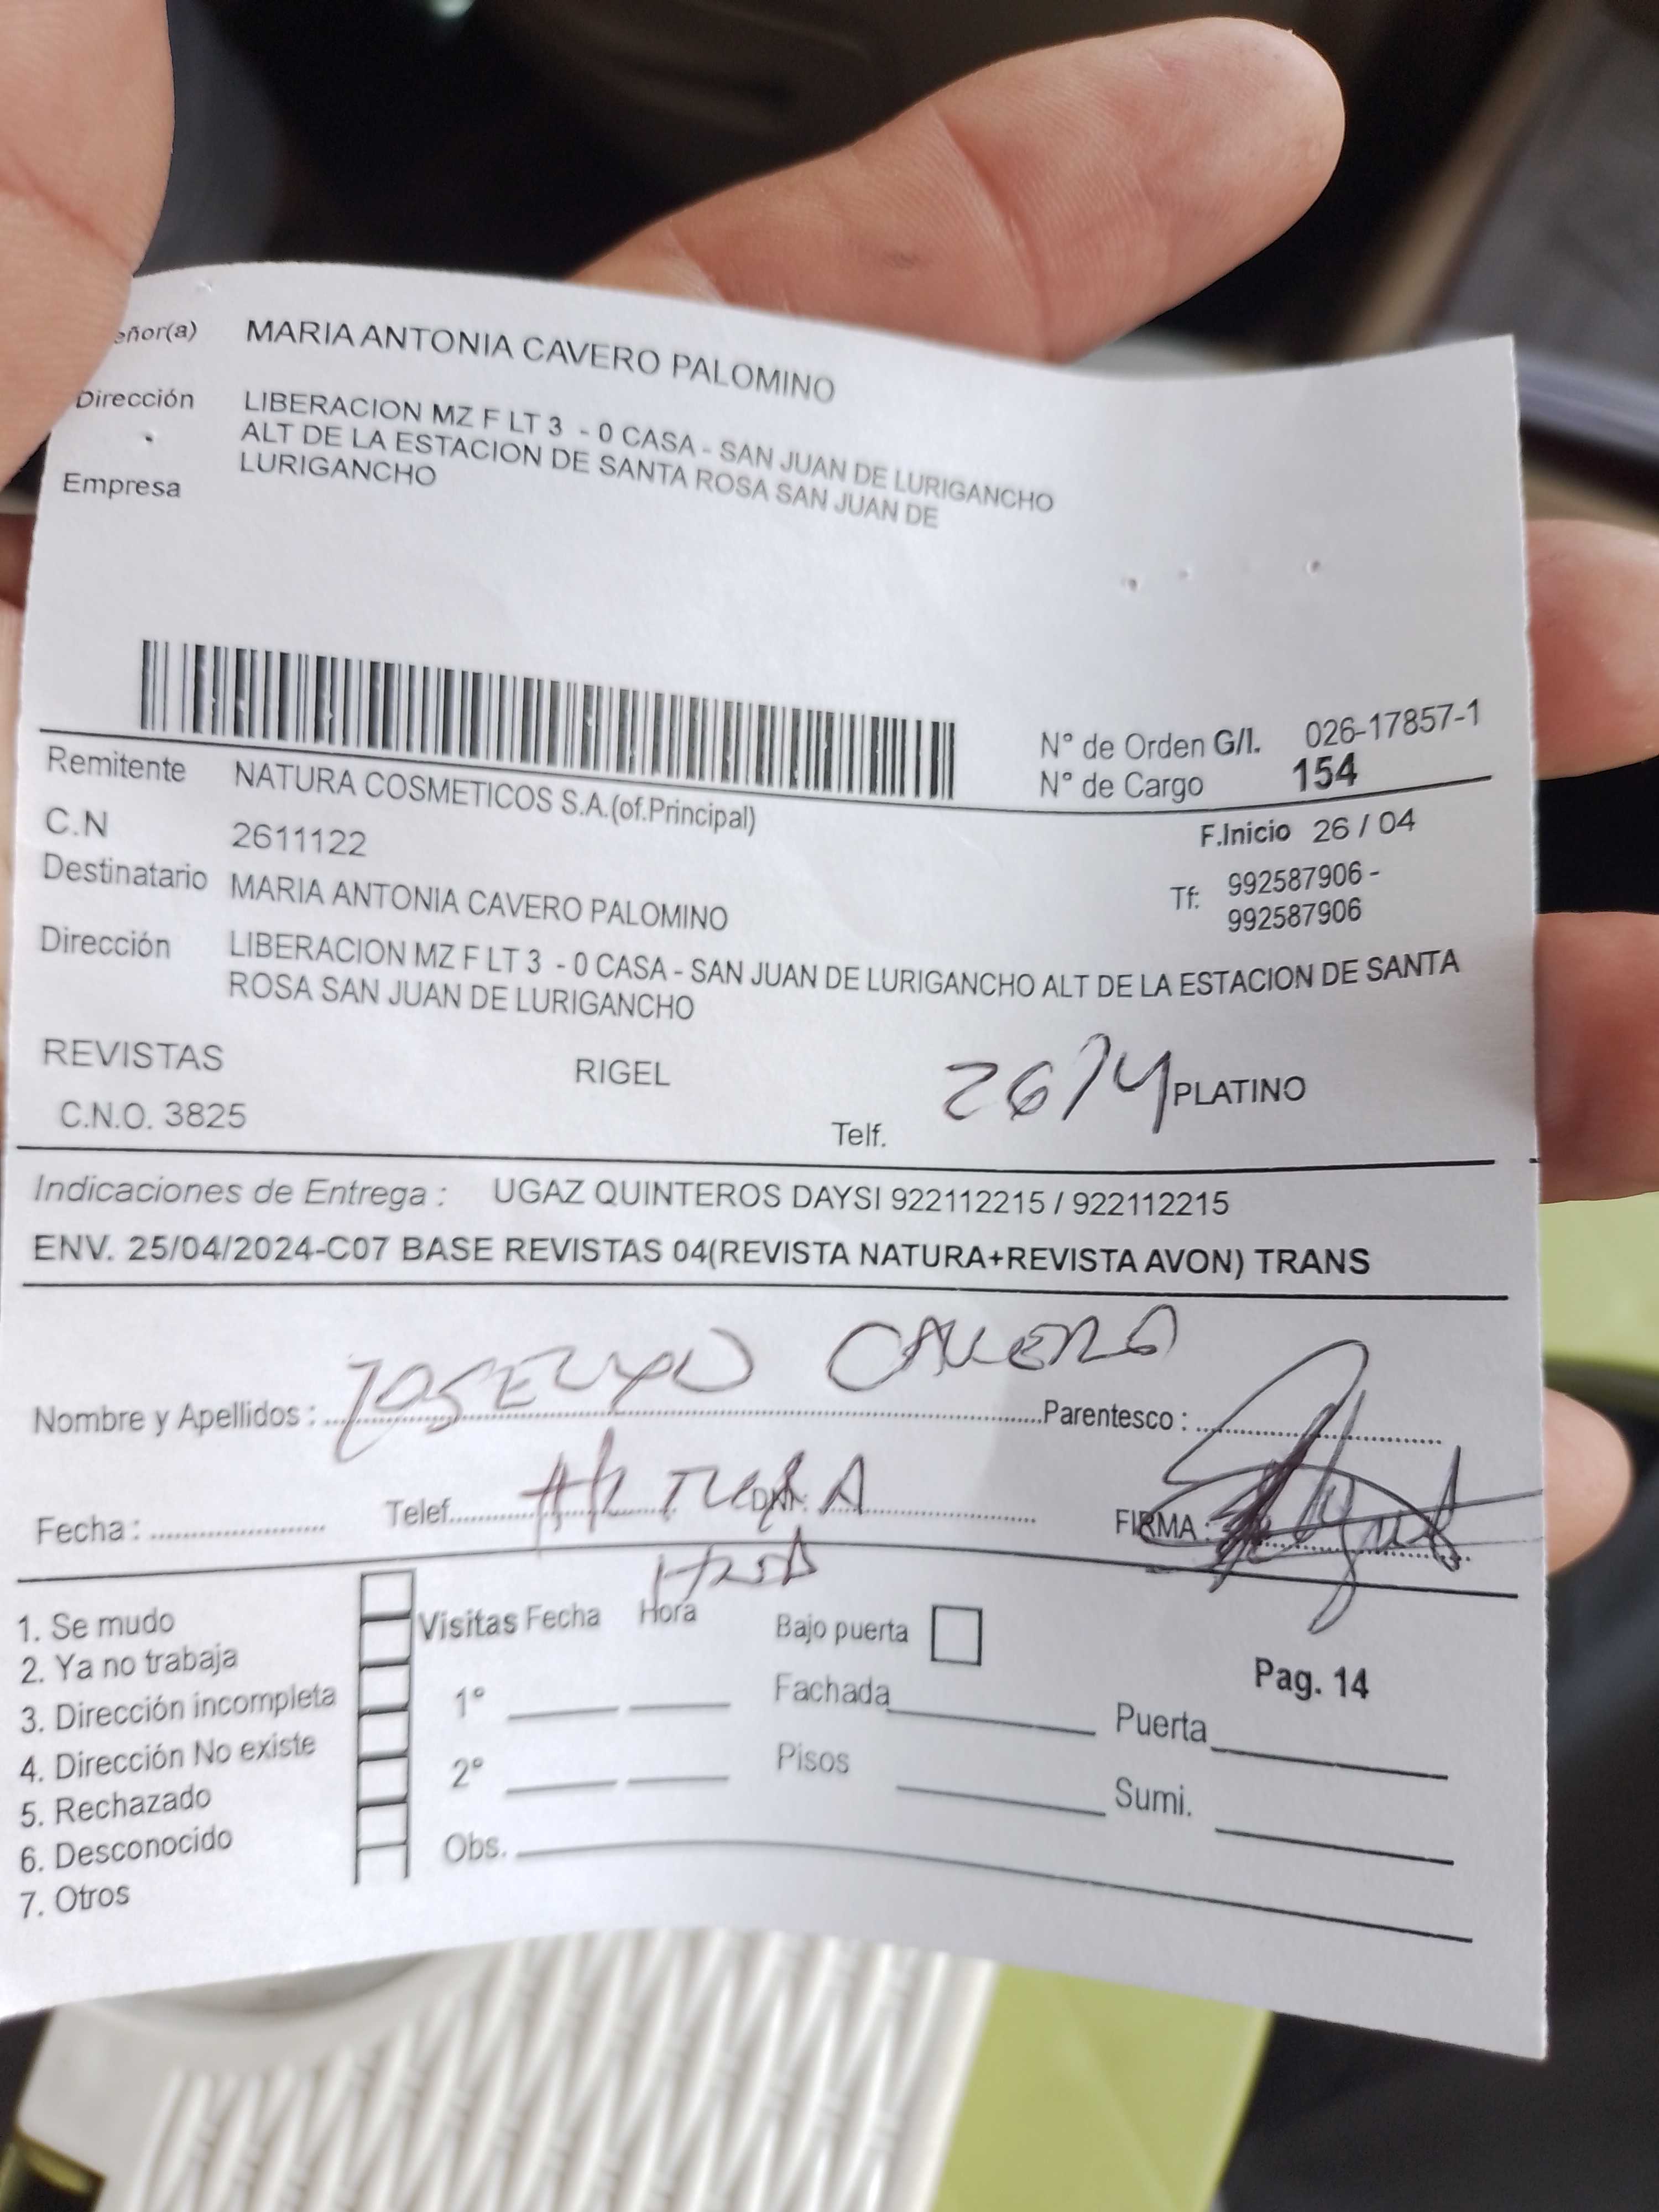 eñor(a) MARIA ANTONIA CAVERO PALOMINO
Dirección LIBERACION MZ F LT 3 - 0 CASA - SAN JUAN DE LURIGANCHO
ALT DE LA ESTACION DE SANTA ROSA SAN JUAN DE
LURIGANCHO
Empresa
N° de Orden G/I. 026-17857-1
N° de Cargo 154
Remitente NATURA COSMETICOS S.A.(of.Principal)
C.N 2611122
F.Inicio 26 / 04
Destinatario MARIA ANTONIA CAVERO PALOMINO
Tf: 992587906 -
992587906
Dirección LIBERACION MZ F LT 3 - 0 CASA - SAN JUAN DE LURIGANCHO ALT DE LA ESTACION DE SANTA
ROSA SAN JUAN DE LURIGANCHO
REVISTAS RIGEL 26/4 PLATINO
C.N.O. 3825 Telf.
Indicaciones de Entrega : UGAZ QUINTEROS DAYSI 922112215 / 922112215
ENV. 25/04/2024-C07 BASE REVISTAS 04(REVISTA NATURA+REVISTA AVON) TRANS
Nombre y Apellidos : CAVERO Parentesco :
Fecha : Telef. DNI: FIRMA :
1. Se mudo
2. Ya no trabaja
3. Dirección incompleta
4. Dirección No existe
5. Rechazado
6. Desconocido
7. Otros
Visitas Fecha Hora
1°
2°
Obs.
Bajo puerta
Fachada
Pisos
Pag. 14
Puerta
Sumi.